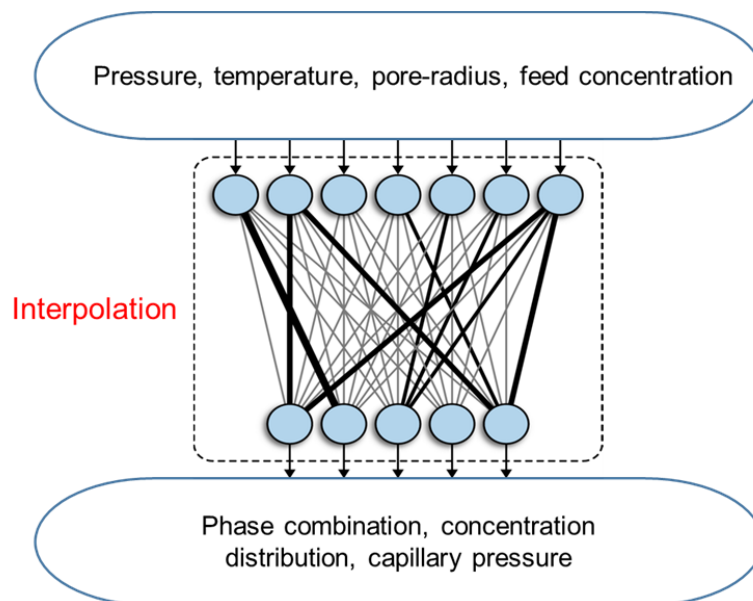 Pressure, temperature, pore-radius, feed concentration
Interpolation
Phase combination, concentration
distribution, capillary pressure